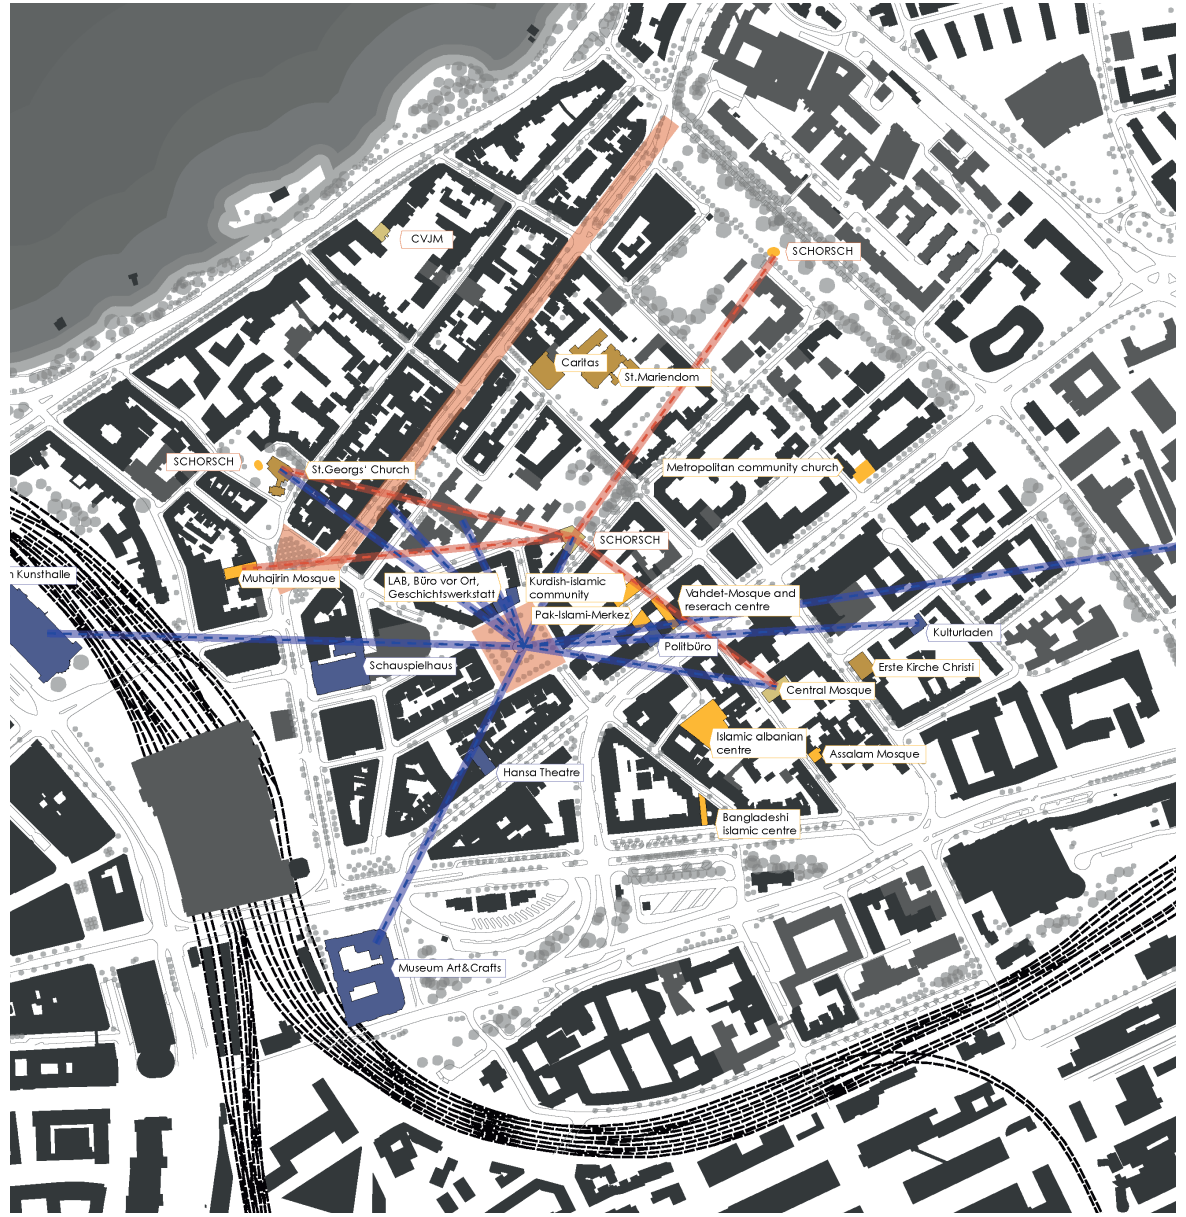 CVJM
SCHORSCH
Caritas
St.Mariendom
SCHORSCH
St.Georgs' Church
Metropolitan community church
SCHORSCH
Kunsthalle
Muhajirin Mosque
LAB, Büro vor Ort,
Geschichtswerkstatt
Kurdish-islamic
community
Pak-Islami-Merkez
Vahdet-Mosque and
reserach centre
Kulturladen
Politbüro
Schauspielhaus
Erste Kirche Christi
Central Mosque
Islamic albanian
centre
Assalam Mosque
Hansa Theatre
Bangladeshi
islamic centre
Museum Art&Crafts